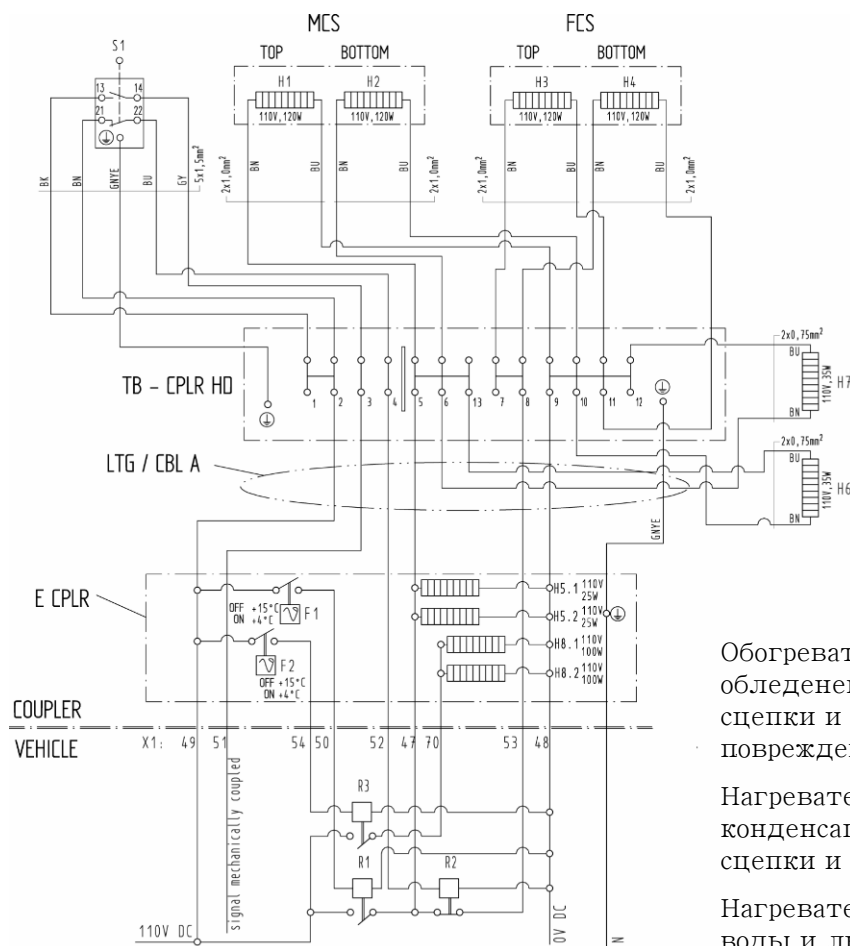 MCS FCS
S1 TOP BOTTOM TOP BOTTOM
H1 H2 H3 H4
13 14
21 22
110V, 120W 110V, 120W 110V, 120W 110V, 120W
BK BN GNYE BU GY 5x1,5mm²
2x1,0mm² BN BU BN BU 2x1,0mm²
2x1,0mm² BN BU BN BU 2x1,0mm²
2x0,75mm²
BU
110V,35W H7
BN
TB - CPLR HD
1 2 3 4 5 6 13 7 8 9 10 11 12
2x0,75mm²
BU
110V,35W H6
BN
LTG / CBL A
GNYE
E CPLR
OFF +15°C
ON +4°C
F1
F2
OFF +15°C
ON +4°C
H5.1 110V 25W
H5.2 110V 25W
H8.1 110V 100W
H8.2 110V 100W
COUPLER
VEHICLE
X1: 49 51 54 50 52 47 70 53 48
signal mechanically coupled
R3
R1 R2
110V DC
0V DC
N
Обогреват
обледенен
сцепки и
поврежден
Нагревате
конденсат
сцепки и
Нагревате